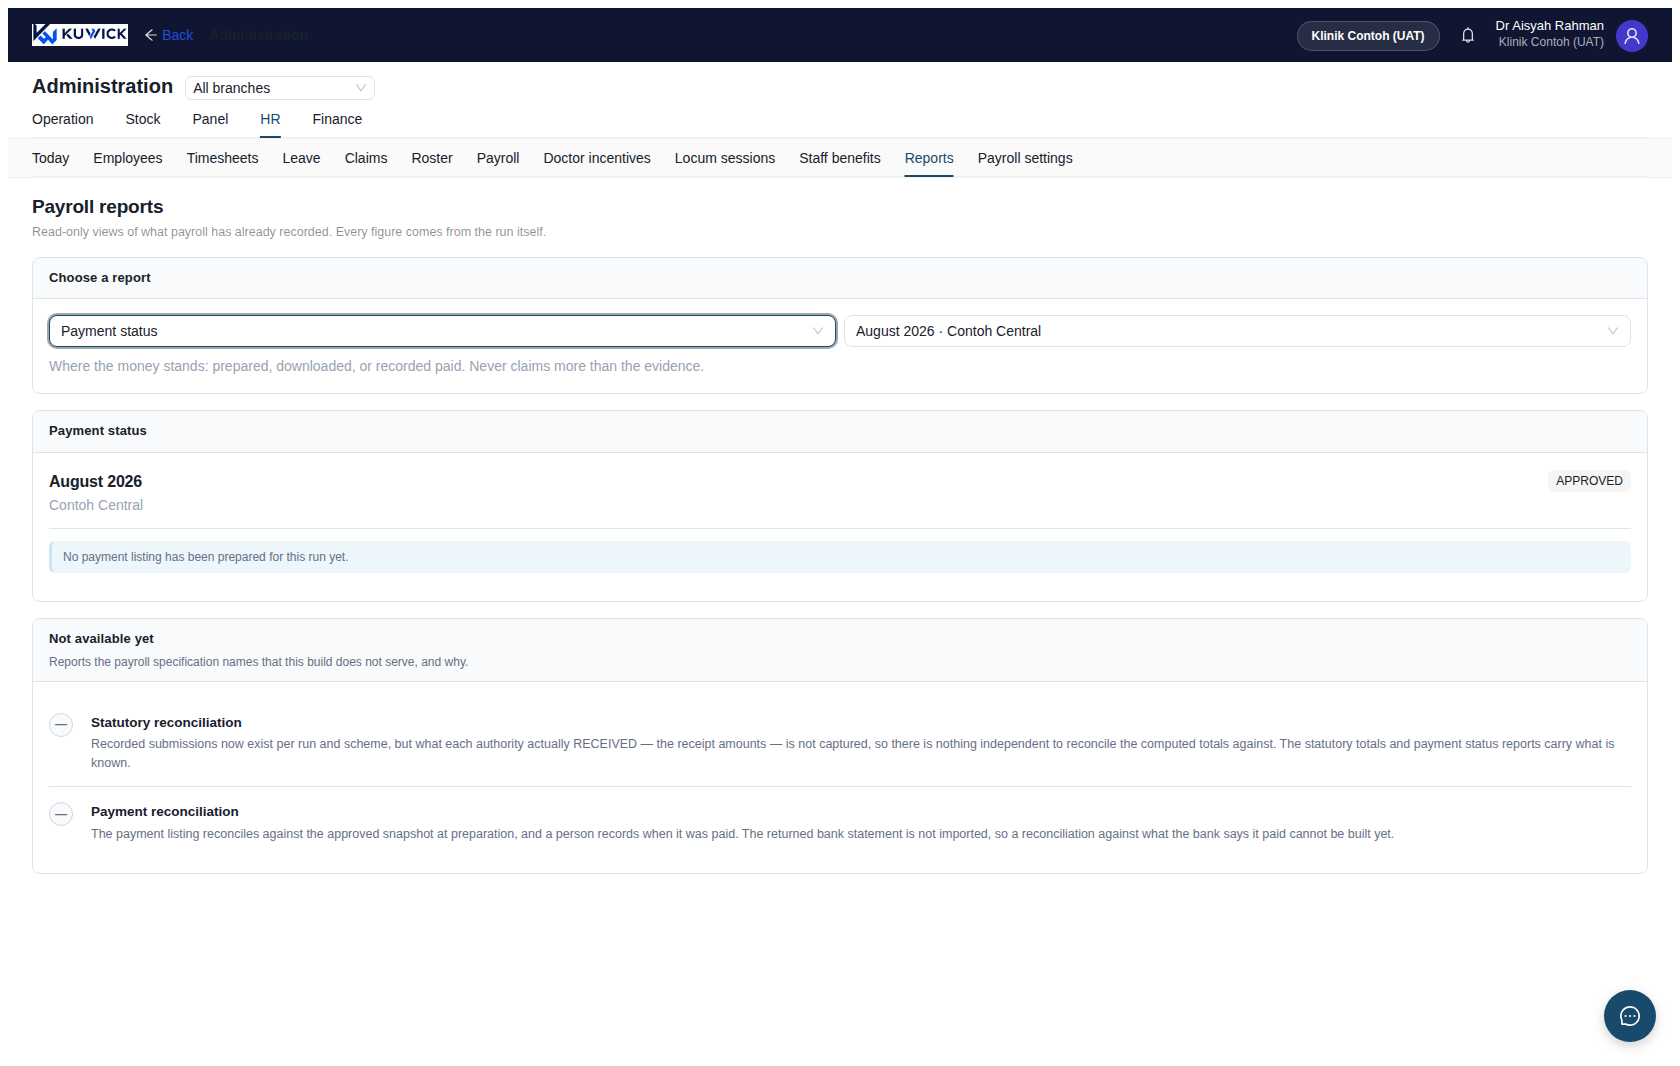 KUWICK
Back
Administration
Klinik Contoh (UAT)
Dr Aisyah Rahman
Klinik Contoh (UAT)
Administration
All branches
Operation
Stock
Panel
HR
Finance
Today
Employees
Timesheets
Leave
Claims
Roster
Payroll
Doctor incentives
Locum sessions
Staff benefits
Reports
Payroll settings
Payroll reports
Read-only views of what payroll has already recorded. Every figure comes from the run itself.
Choose a report
Payment status
August 2026 · Contoh Central
Where the money stands: prepared, downloaded, or recorded paid. Never claims more than the evidence.
Payment status
August 2026
APPROVED
Contoh Central
No payment listing has been prepared for this run yet.
Not available yet
Reports the payroll specification names that this build does not serve, and why.
Statutory reconciliation
Recorded submissions now exist per run and scheme, but what each authority actually RECEIVED — the receipt amounts — is not captured, so there is nothing independent to reconcile the computed totals against. The statutory totals and payment status reports carry what is
known.
Payment reconciliation
The payment listing reconciles against the approved snapshot at preparation, and a person records when it was paid. The returned bank statement is not imported, so a reconciliation against what the bank says it paid cannot be built yet.